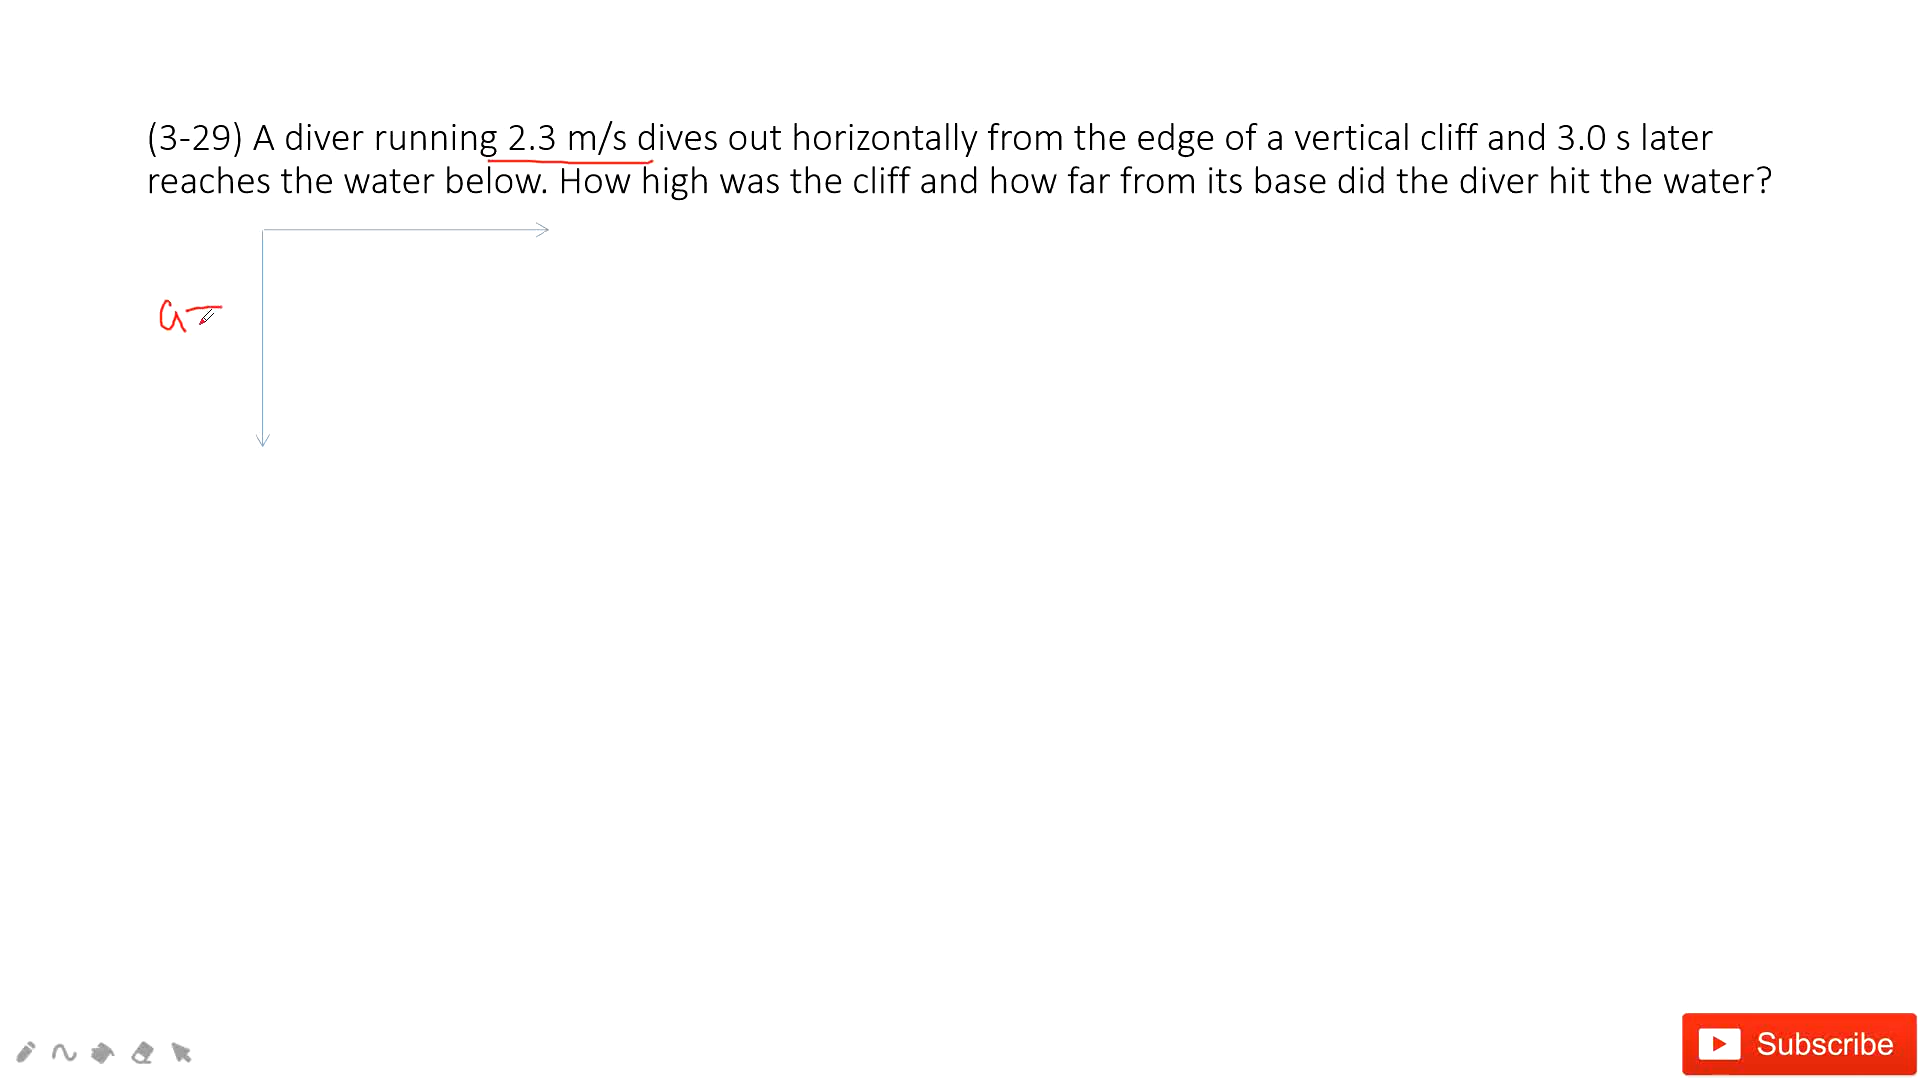 (3-29) A diver running 2.3 m/s dives out horizontally from the edge of a vertical cliff and 3.0 s later
reaches the water below. How high was the cliff and how far from its base did the diver hit the water?
a=
Subscribe